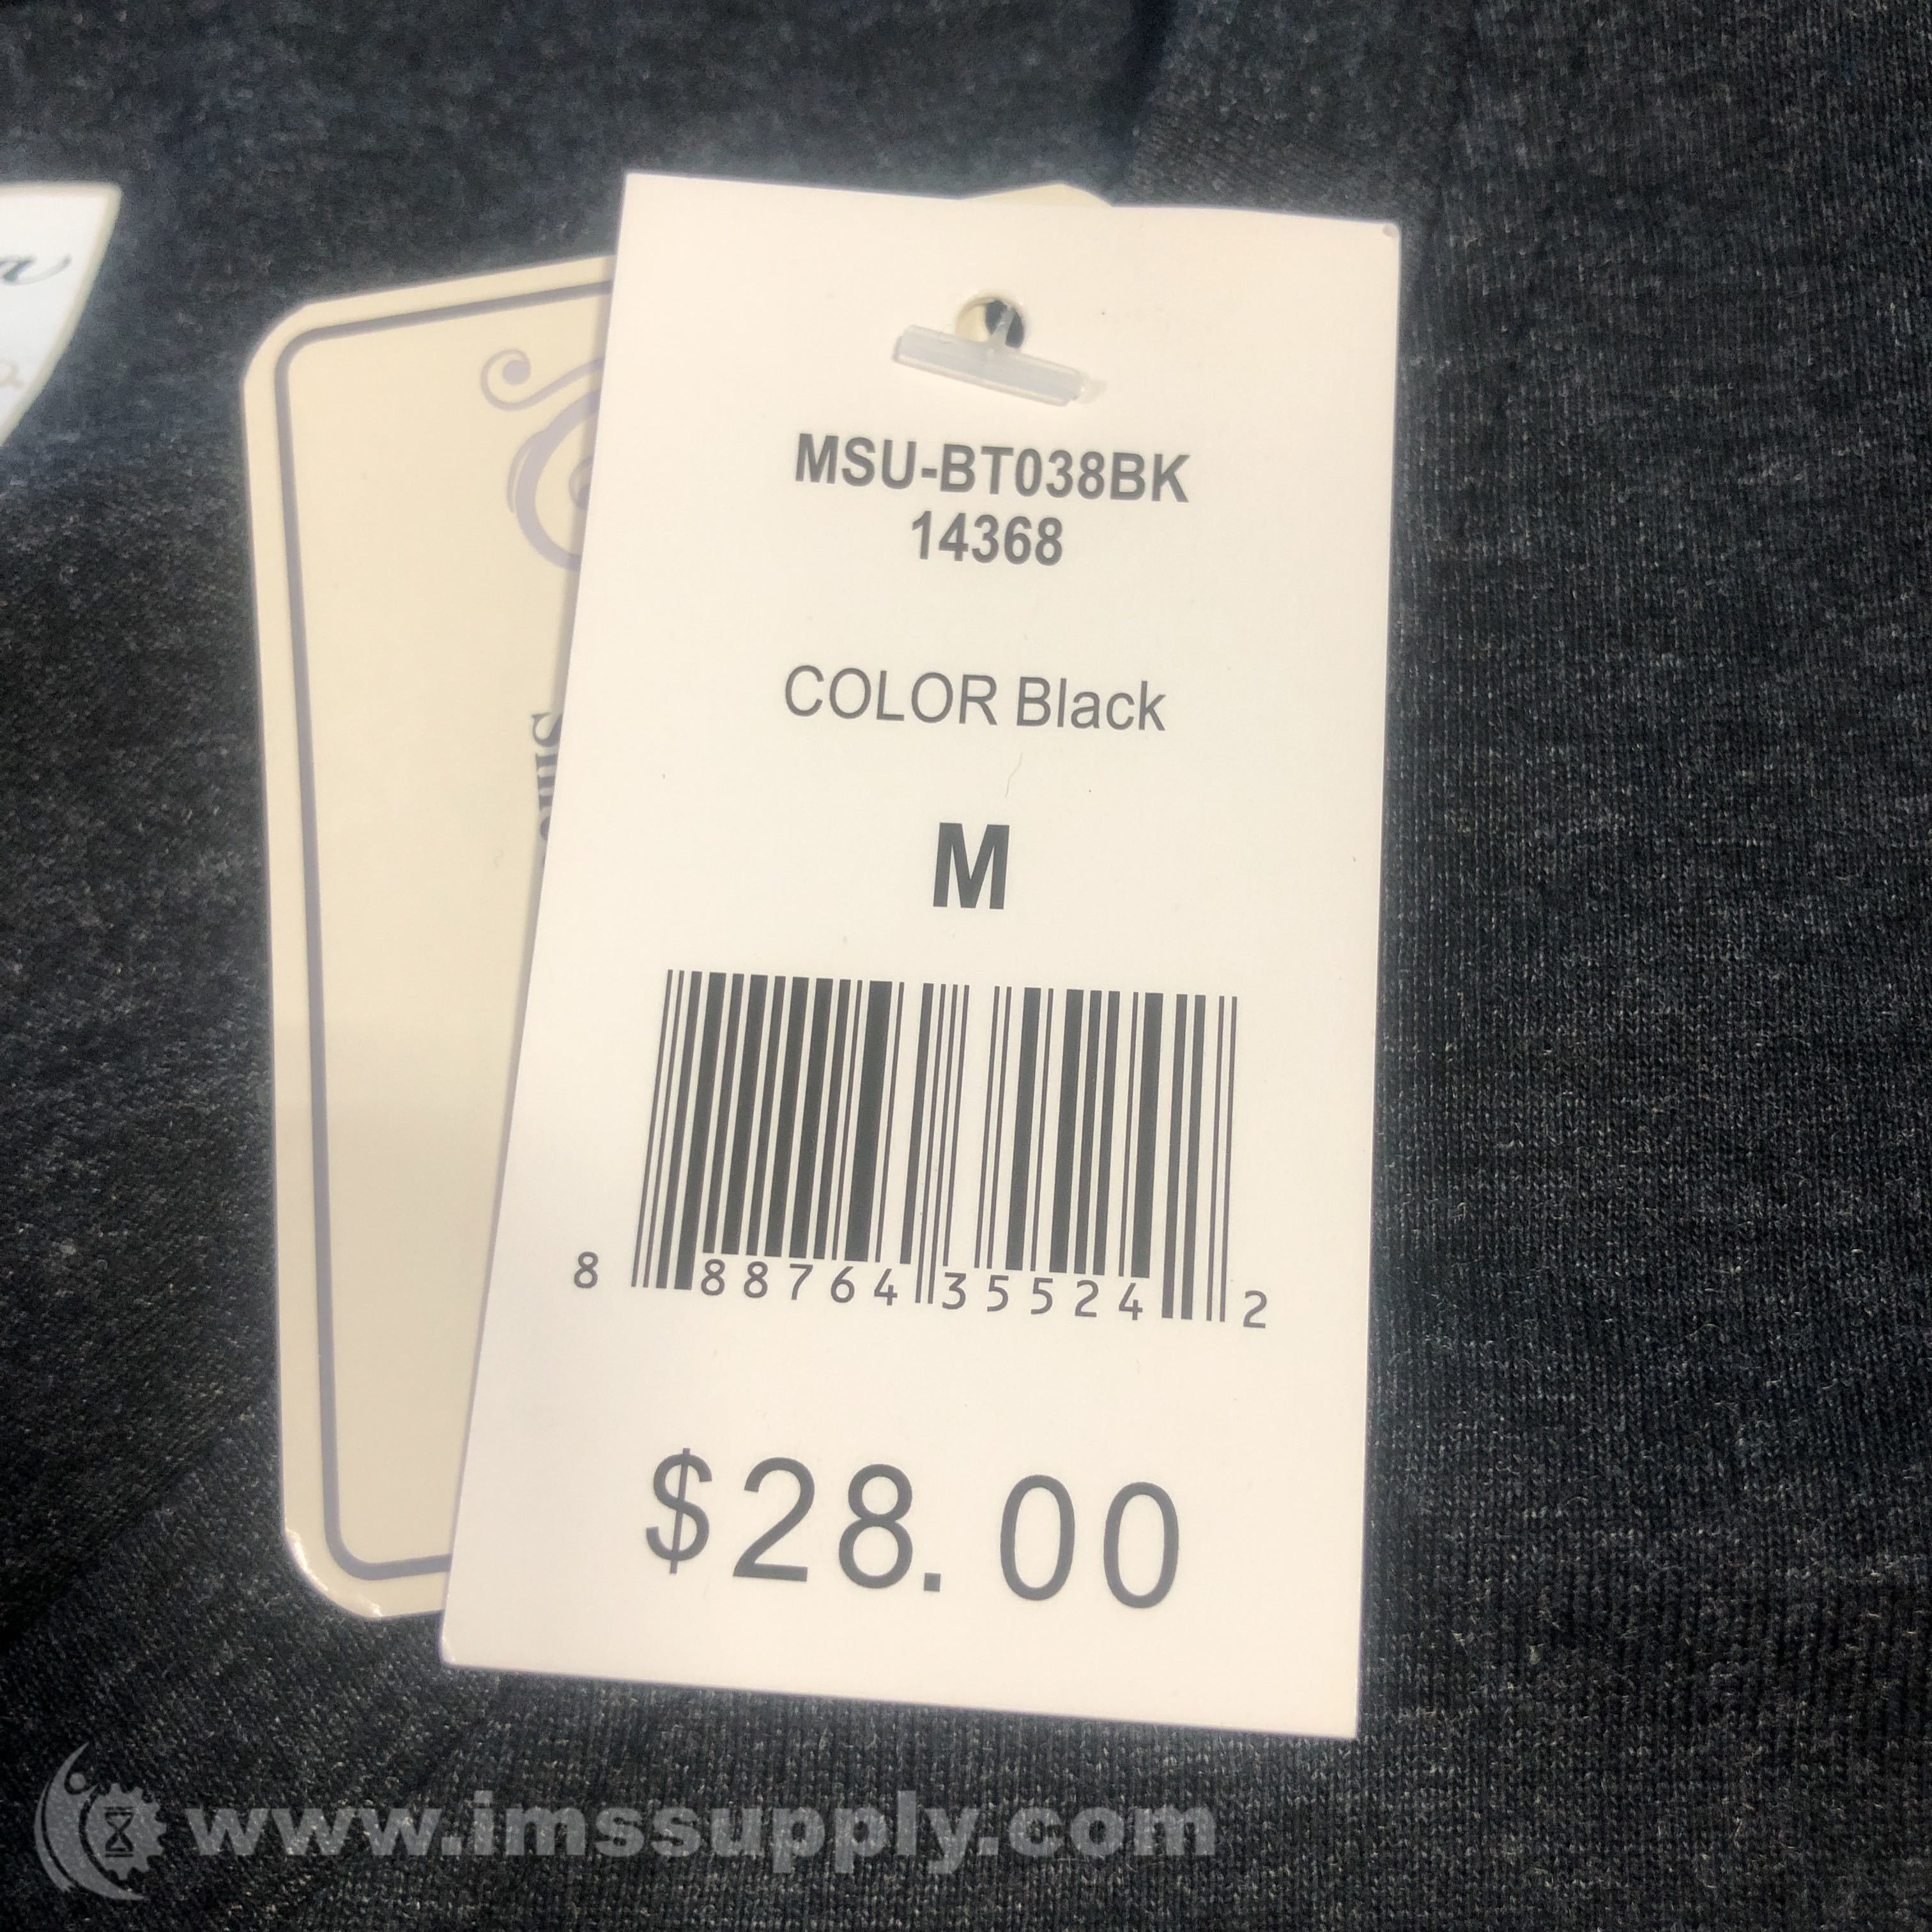 MSU-BT038BK
14368
COLOR Black
M
8 88764 35524 2
$28.00
www.imssupply.com